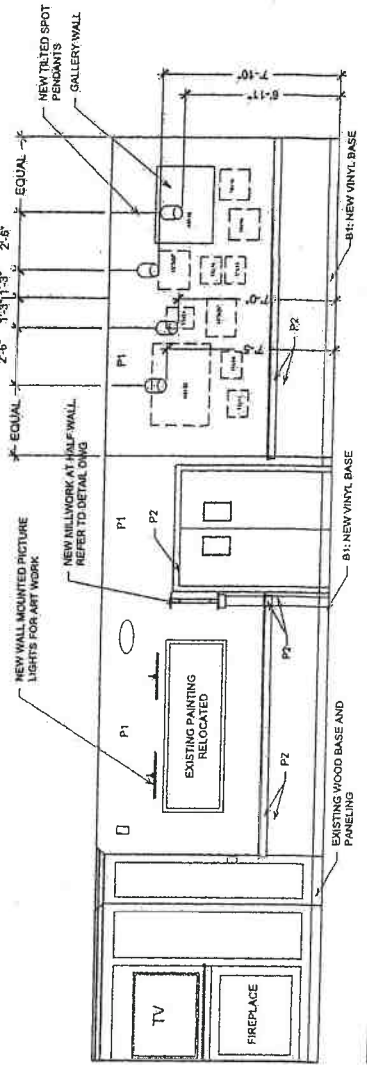 NEW WALL MOUNTED PICTURE
LIGHTS FOR ART WORK
NEW MILLWORK AT HALF-WALL
REFER TO DETAIL DWG
EQUAL
2'-6"
1'-3"
1'-3"
2'-6"
EQUAL
NEW TILTED SPOT
PENDANTS
GALLERY WALL
7'-10"
6'-11"
7'-0"
P1
P1
P1
P2
EXISTING PAINTING
RELOCATED
P2
P2
P2
TV
FIREPLACE
EXISTING WOOD BASE AND
PANELING
B1: NEW VINYL BASE
B1: NEW VINYL BASE